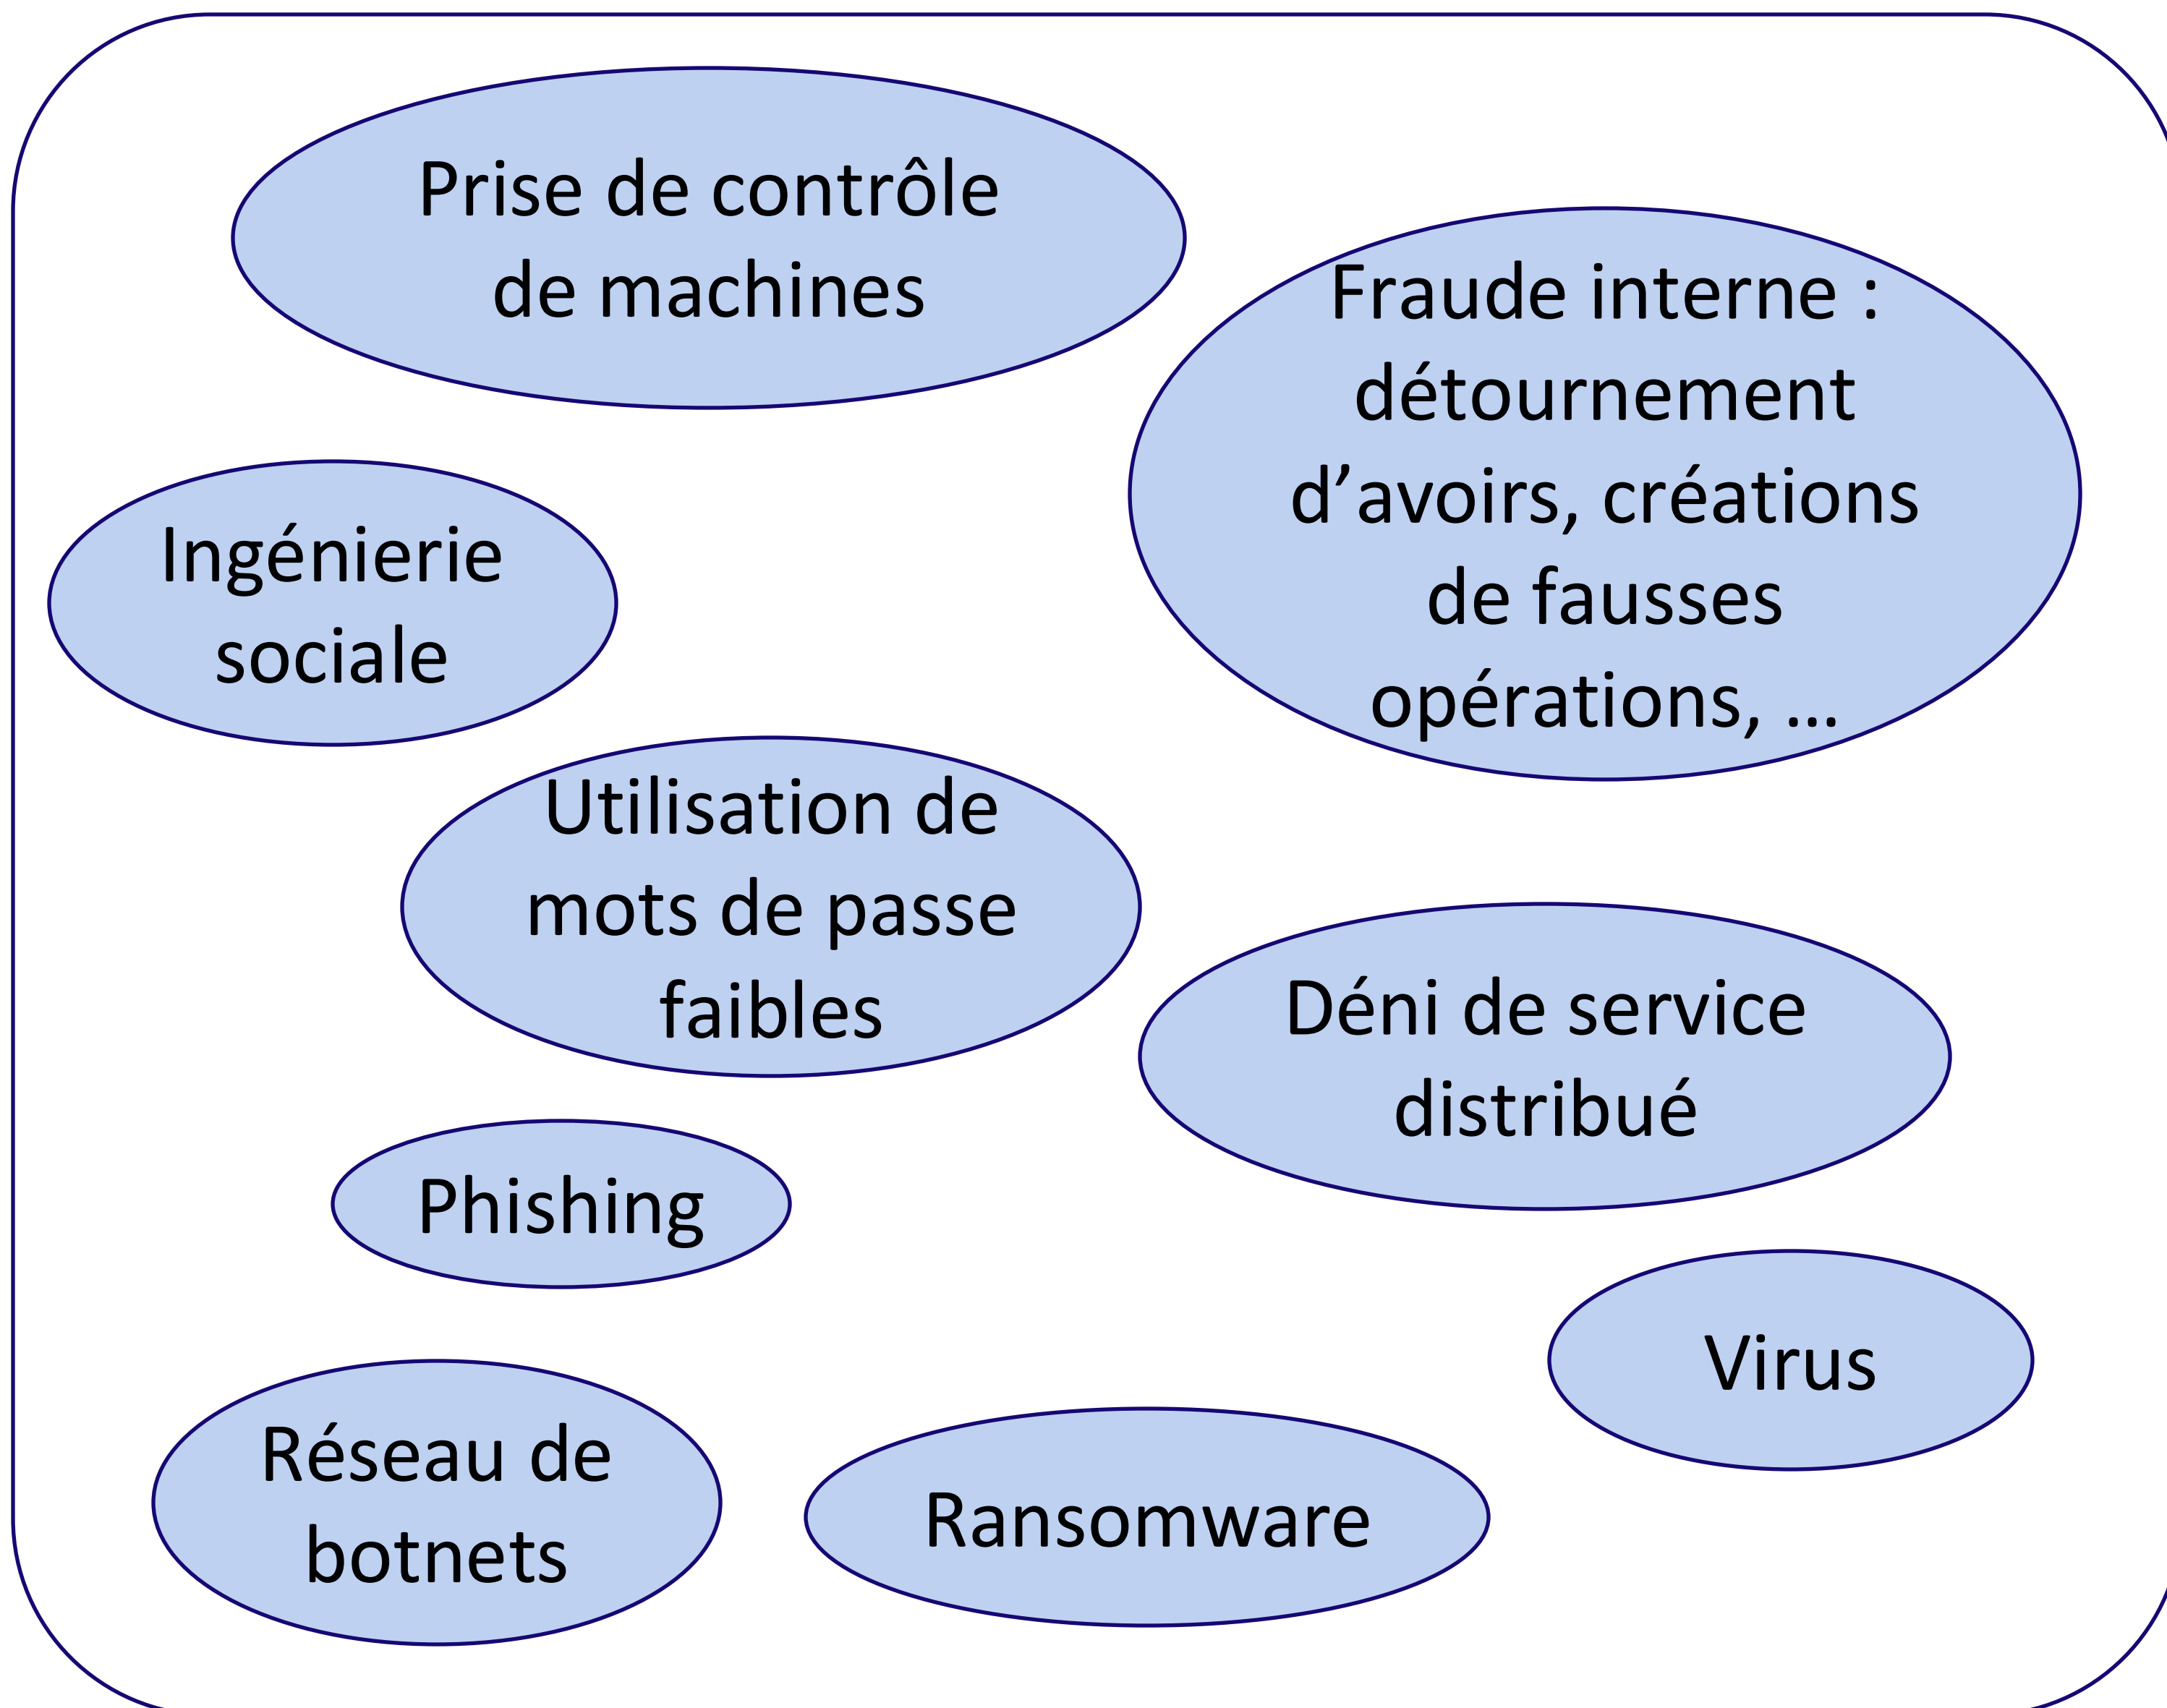 Prise de contrôle
de machines
Fraude interne :
détournement
d’avoirs, créations
de fausses
opérations, …
Ingénierie
sociale
Utilisation de
mots de passe
faibles
Déni de service
distribué
Phishing
Virus
Réseau de
botnets
Ransomware